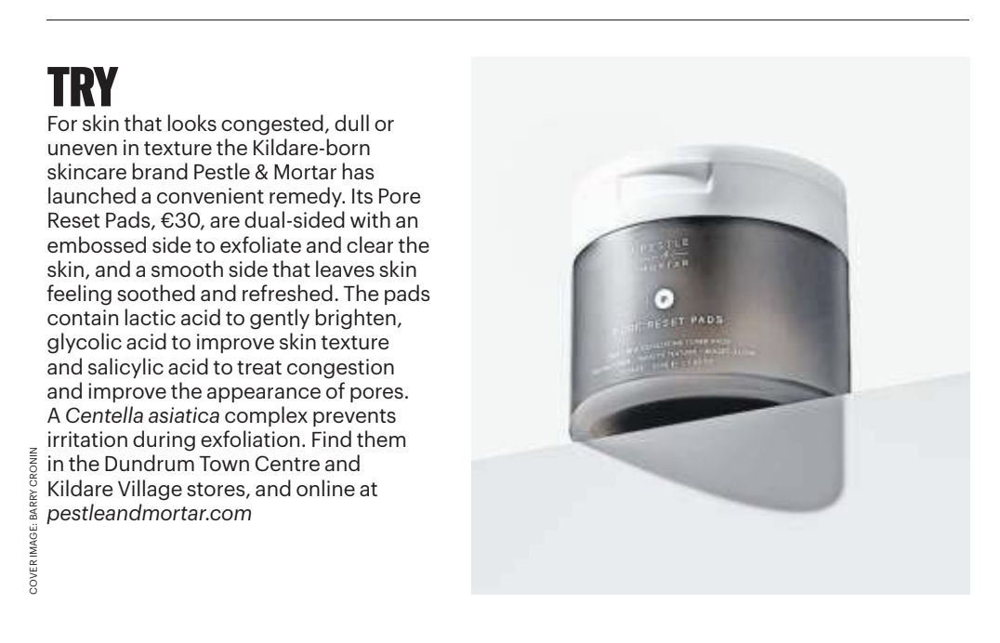 TRY
For skin that looks congested, dull or
uneven in texture the Kildare-born
skincare brand Pestle & Mortar has
launched a convenient remedy. Its Pore
Reset Pads, €30, are dual-sided with an
embossed side to exfoliate and clear the
skin, and a smooth side that leaves skin
feeling soothed and refreshed. The pads
contain lactic acid to gently brighten,
glycolic acid to improve skin texture
and salicylic acid to treat congestion
and improve the appearance of pores.
A Centella asiatica complex prevents
irritation during exfoliation. Find them
in the Dundrum Town Centre and
Kildare Village stores, and online at
pestleandmortar.com
COVER IMAGE: BARRY CRONIN
PESTLE
&
MORTAR
PORE RESET PADS